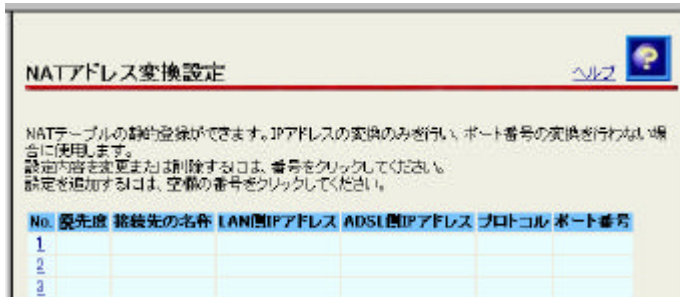 NATアドレス変換設定
ヘルプ
NATテーブルの静的登録ができます。IPアドレスの変換のみを行い、ポート番号の変換を行わない場
合に使用します。
設定内容を変更または削除するには、番号をクリックしてください。
設定を追加するには、空欄の番号をクリックしてください。
No. 優先度 接続先の名称 LAN側IPアドレス ADSL側IPアドレス プロトコル ポート番号
1
2
3